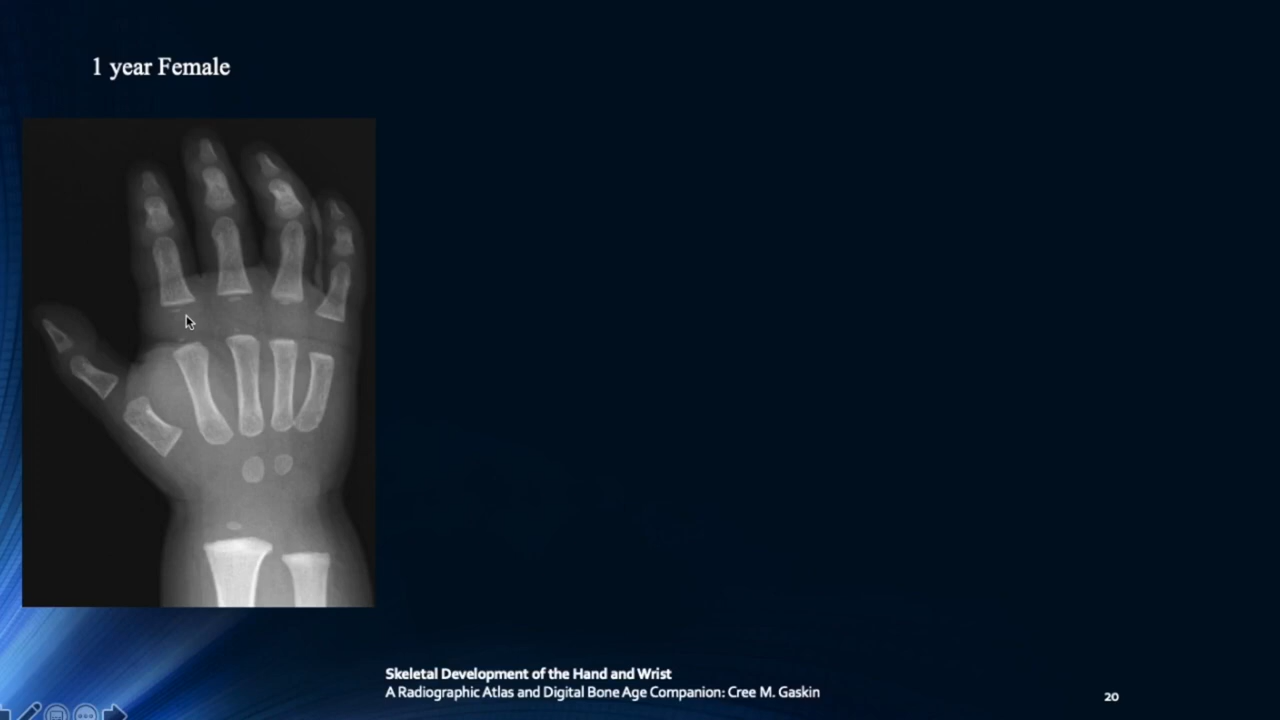 1 year Female
Skeletal Development of the Hand and Wrist
A Radiographic Atlas and Digital Bone Age Companion: Cree M. Gaskin
20